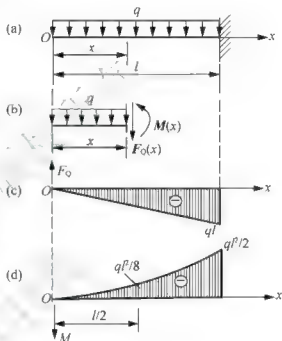 (a)
q
O
x
x
l
(b)
q
M(x)
x
F_Q(x)
F_Q
(c)
O
x
⊖
ql
(d)
ql²/2
ql²/8
⊖
O
x
l/2
M